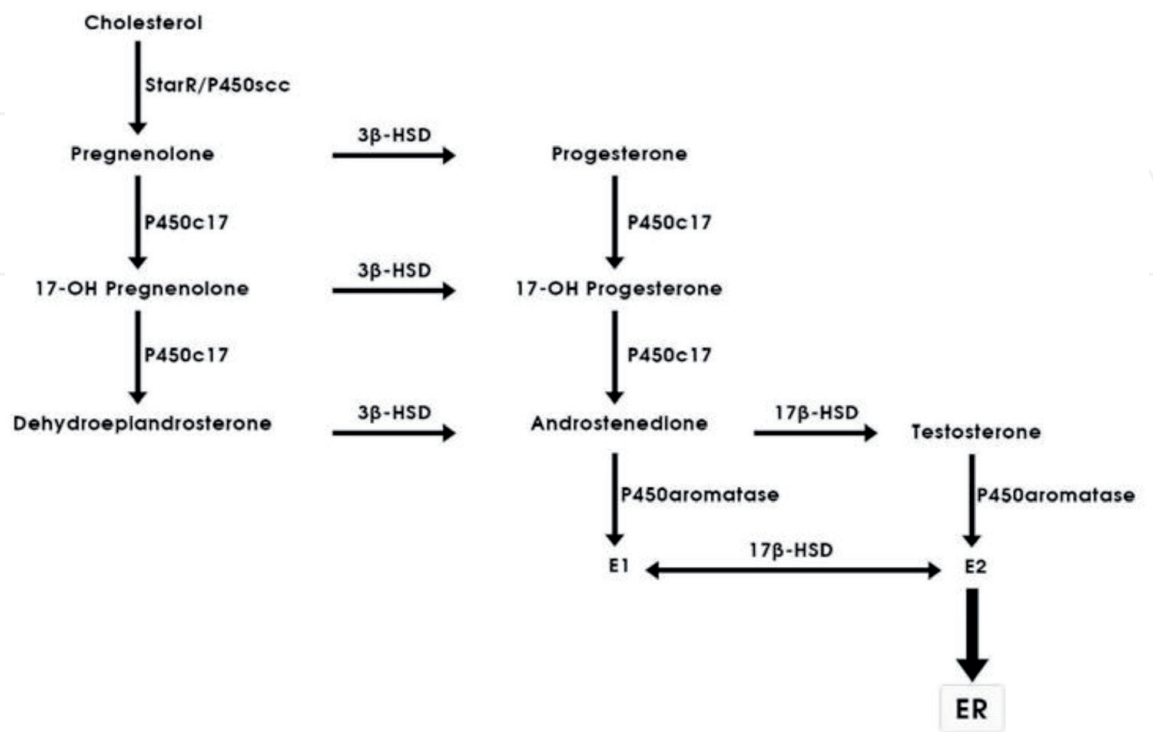 Cholesterol
StarR/P450scc
3β-HSD
Pregnenolone
Progesterone
P450c17
P450c17
3β-HSD
17-OH Pregnenolone
17-OH Progesterone
P450c17
P450c17
3β-HSD
17β-HSD
Dehydroepiandrosterone
Androstenedione
Testosterone
P450aromatase
P450aromatase
17β-HSD
E1
E2
ER